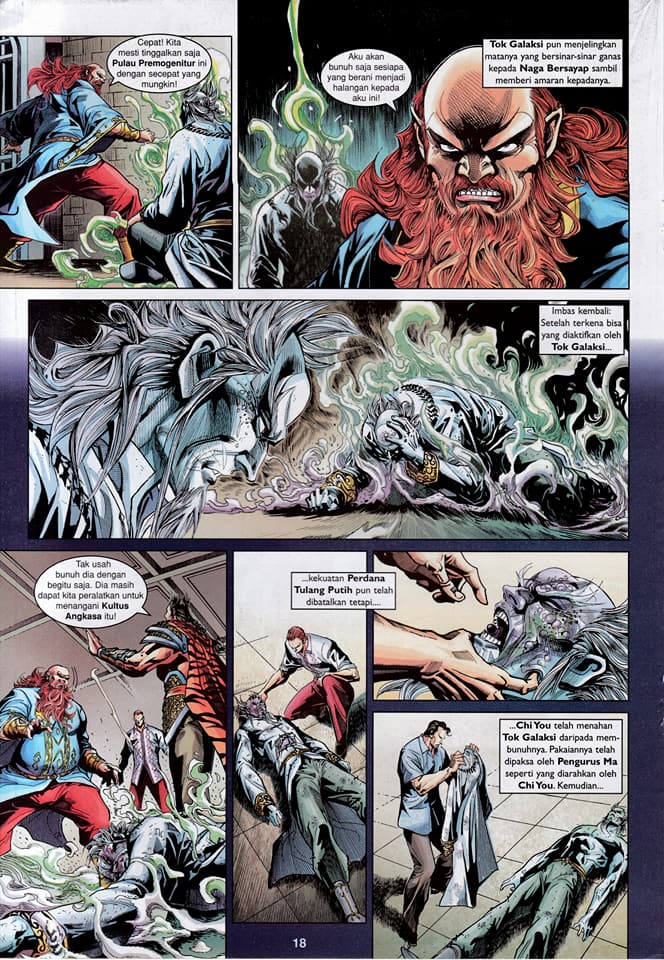 Cepat! Kita
mesti tinggalkan saja
Pulau Premogenitur ini
dengan secepat yang
mungkin!
Aku akan
bunuh saja sesiapa
yang berani menjadi
halangan kepada
aku ini!
Tok Galaksi pun menjelingkan
matanya yang bersinar-sinar ganas
kepada Naga Bersayap sambil
memberi amaran kepadanya.
Imbas kembali:
Setelah terkena bisa
yang diaktifkan oleh
Tok Galaksi...
Tak usah
bunuh dia dengan
begitu saja. Dia masih
dapat kita peralatkan untuk
menangani Kultus
Angkasa itu!
...kekuatan Perdana
Tulang Putih pun telah
dibatalkan tetapi....
...Chi You telah menahan
Tok Galaksi daripada mem-
bunuhnya. Pakaiannya telah
dipaksa oleh Pengurus Ma
seperti yang diarahkan oleh
Chi You. Kemudian...
18